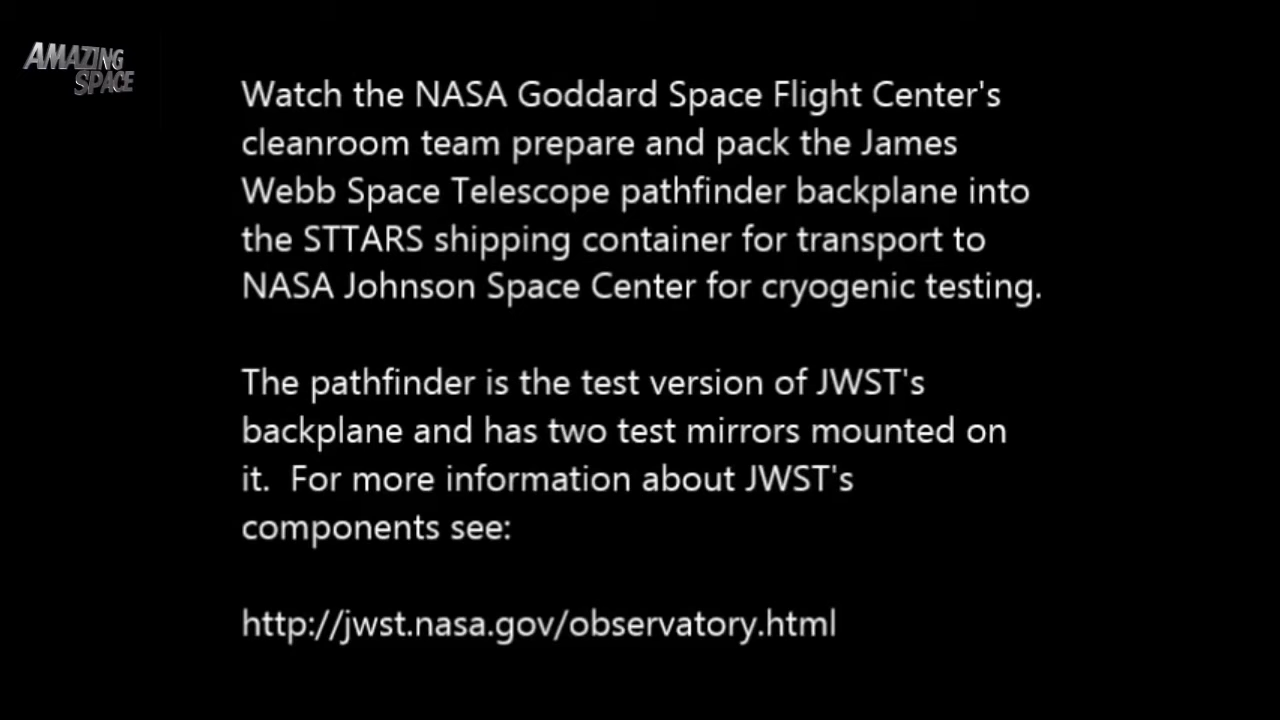 AMAZING
SPACE
Watch the NASA Goddard Space Flight Center's
cleanroom team prepare and pack the James
Webb Space Telescope pathfinder backplane into
the STTARS shipping container for transport to
NASA Johnson Space Center for cryogenic testing.
The pathfinder is the test version of JWST's
backplane and has two test mirrors mounted on
it.  For more information about JWST's
components see:
http://jwst.nasa.gov/observatory.html